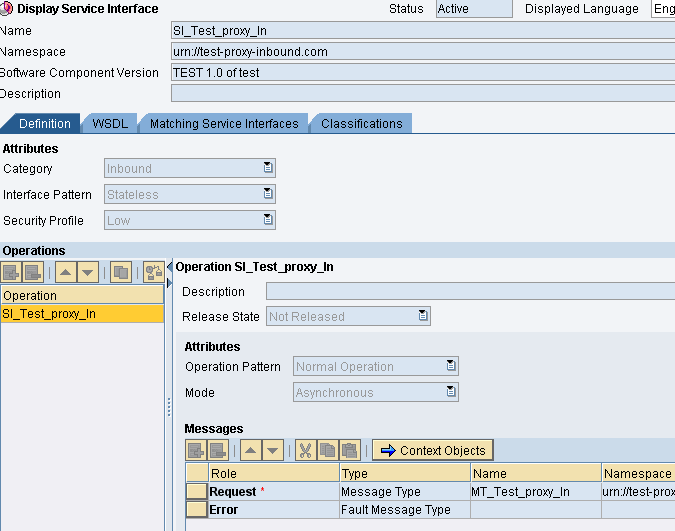 Display Service Interface Status Active Displayed Language Eng
Name SI_Test_proxy_In
Namespace urn://test-proxy-inbound.com
Software Component Version TEST 1.0 of test
Description
Definition WSDL Matching Service Interfaces Classifications
Attributes
Category Inbound
Interface Pattern Stateless
Security Profile Low
Operations
Operation SI_Test_proxy_In
Operation
Description
SI_Test_proxy_In
Release State Not Released
Attributes
Operation Pattern Normal Operation
Mode Asynchronous
Messages
Context Objects
Role Type Name Namespace
Request * Message Type MT_Test_proxy_In urn://test-prox
Error Fault Message Type